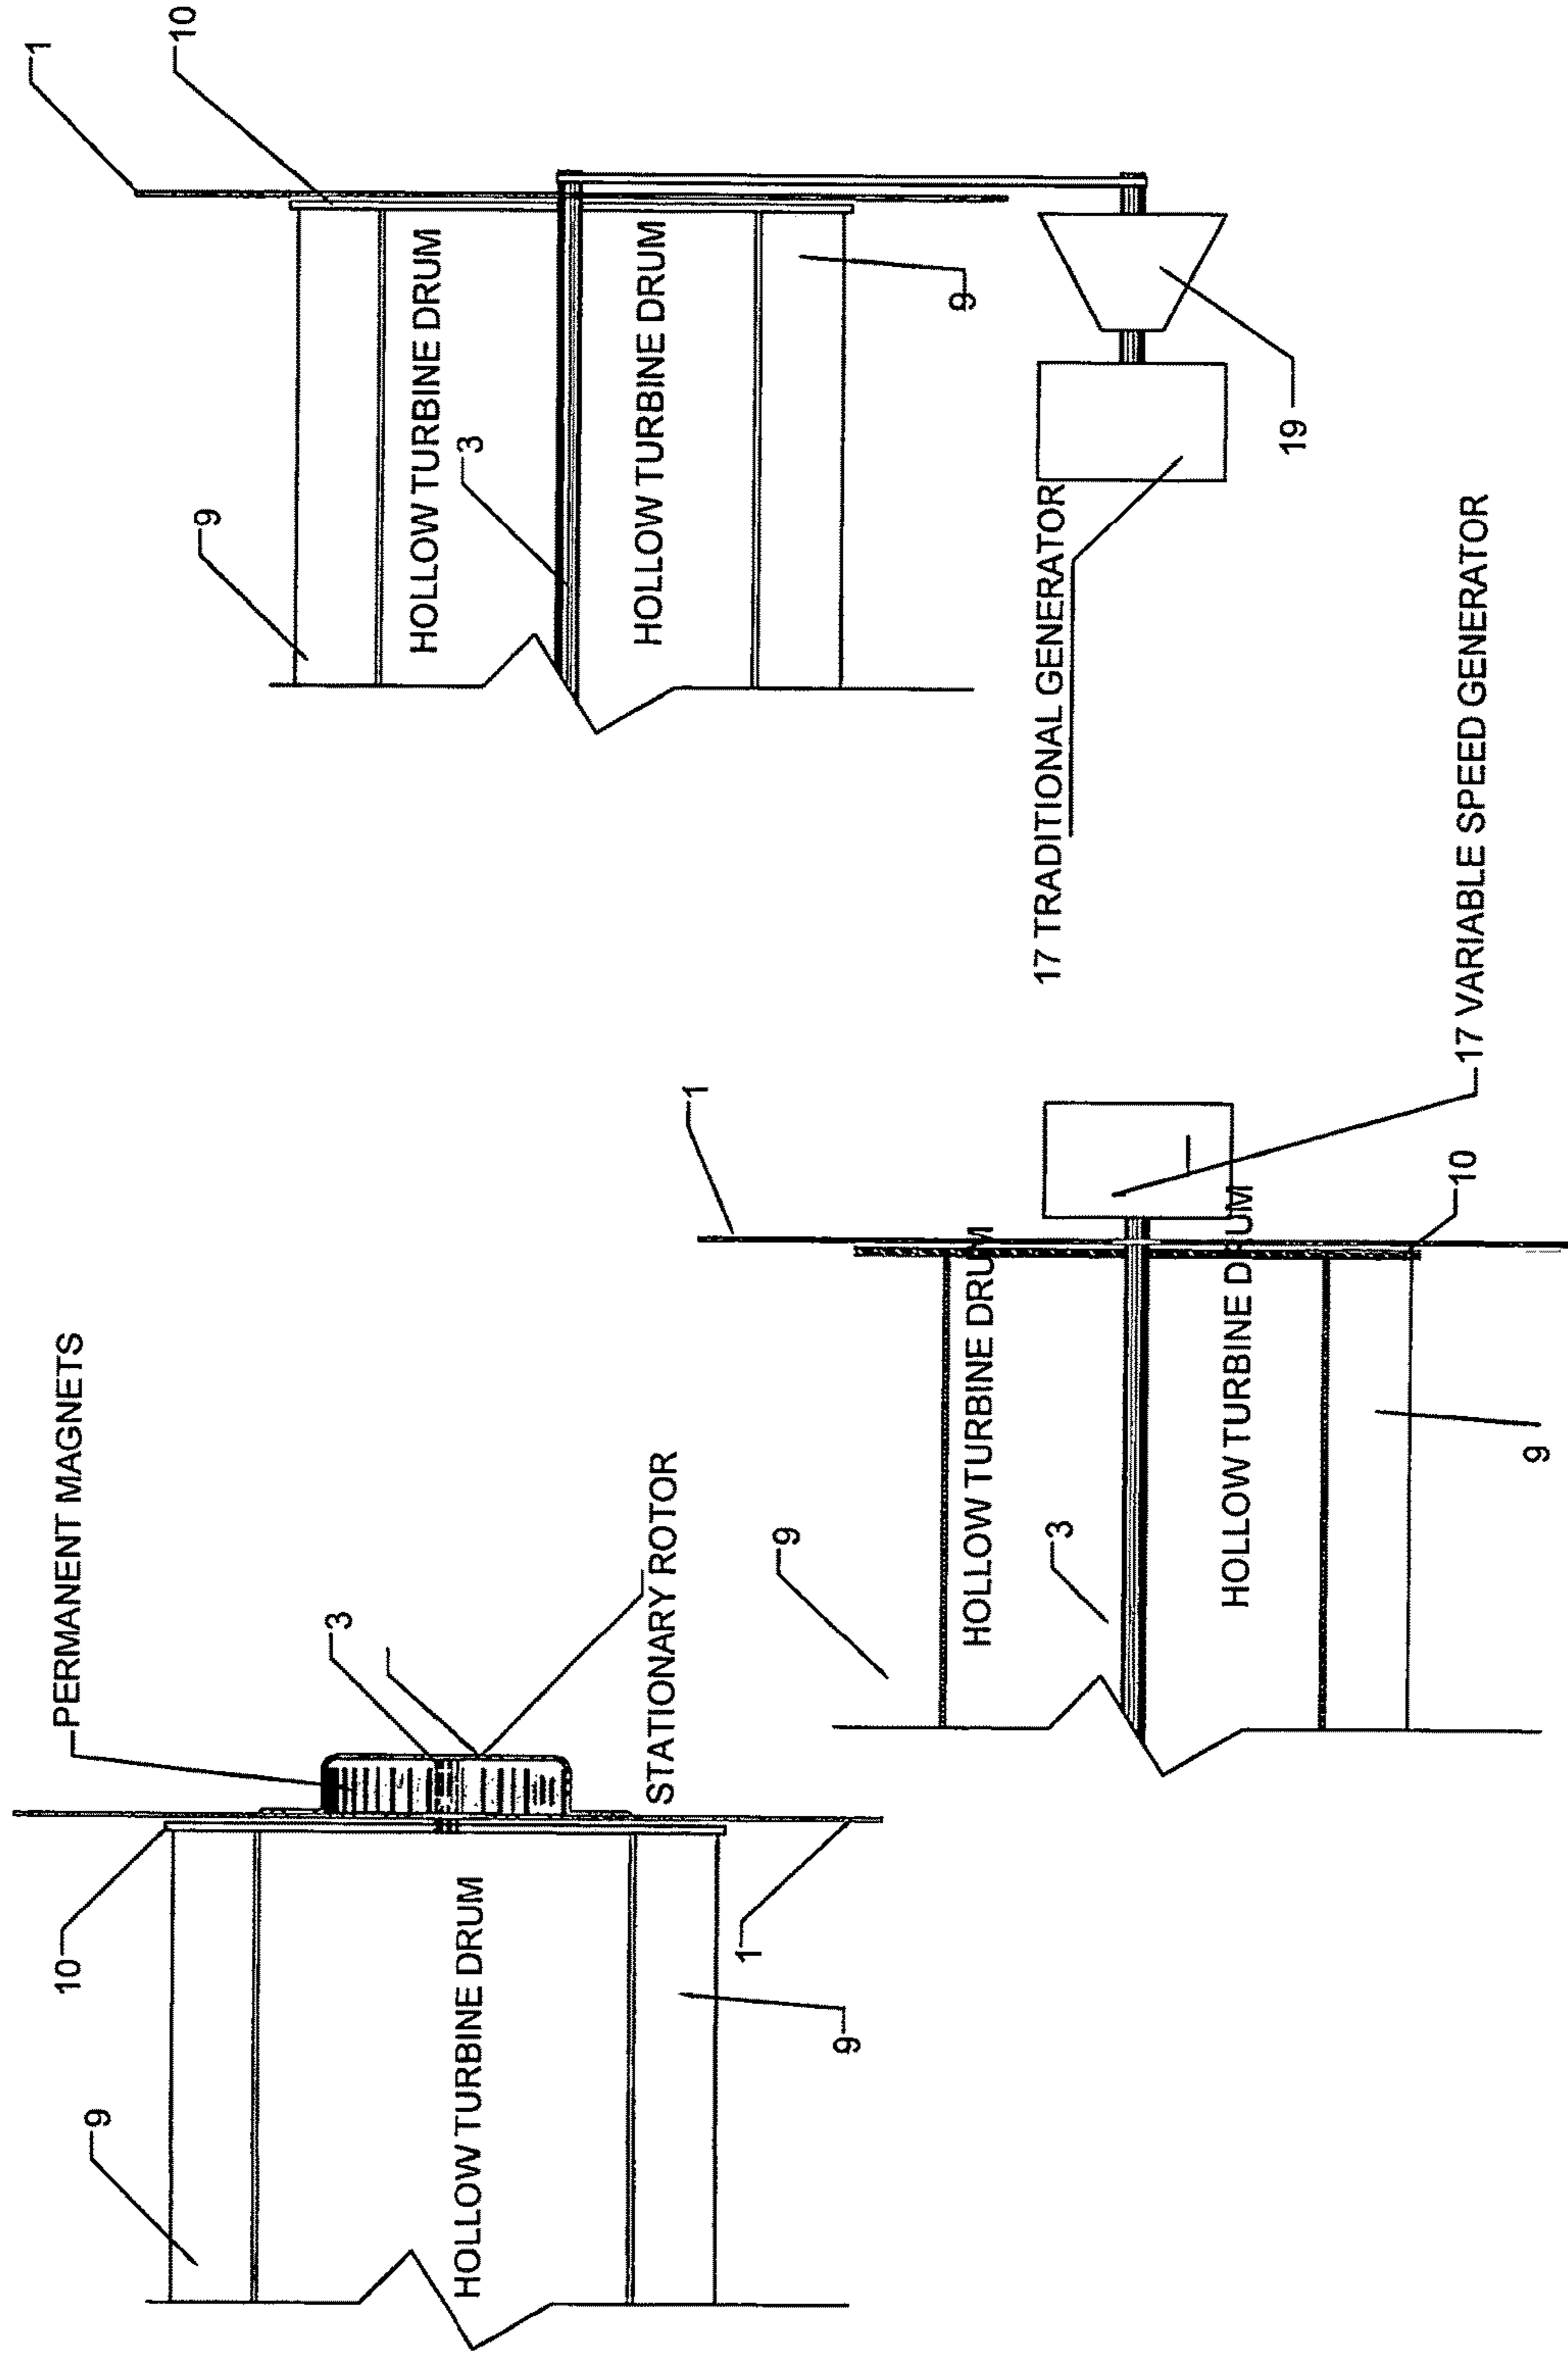 PERMANENT MAGNETS
10
9
3
HOLLOW TURBINE DRUM
STATIONARY ROTOR
1
9
1
10
9
HOLLOW TURBINE DRUM
3
HOLLOW TURBINE DRUM
9
17 TRADITIONAL GENERATOR
19
1
9
HOLLOW TURBINE DRUM
3
HOLLOW TURBINE DRUM
10
17 VARIABLE SPEED GENERATOR
9